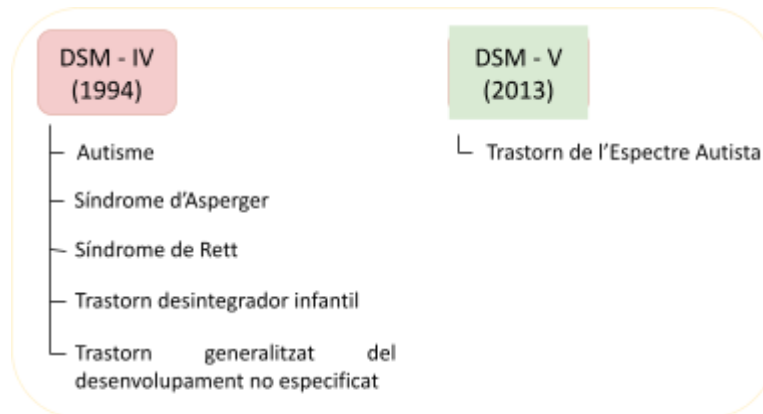 DSM - IV
(1994)
Autisme
Síndrome d'Asperger
Síndrome de Rett
Trastorn desintegrador infantil
Trastorn generalitzat del
desenvolupament no especificat
DSM - V
(2013)
Trastorn de l'Espectre Autista